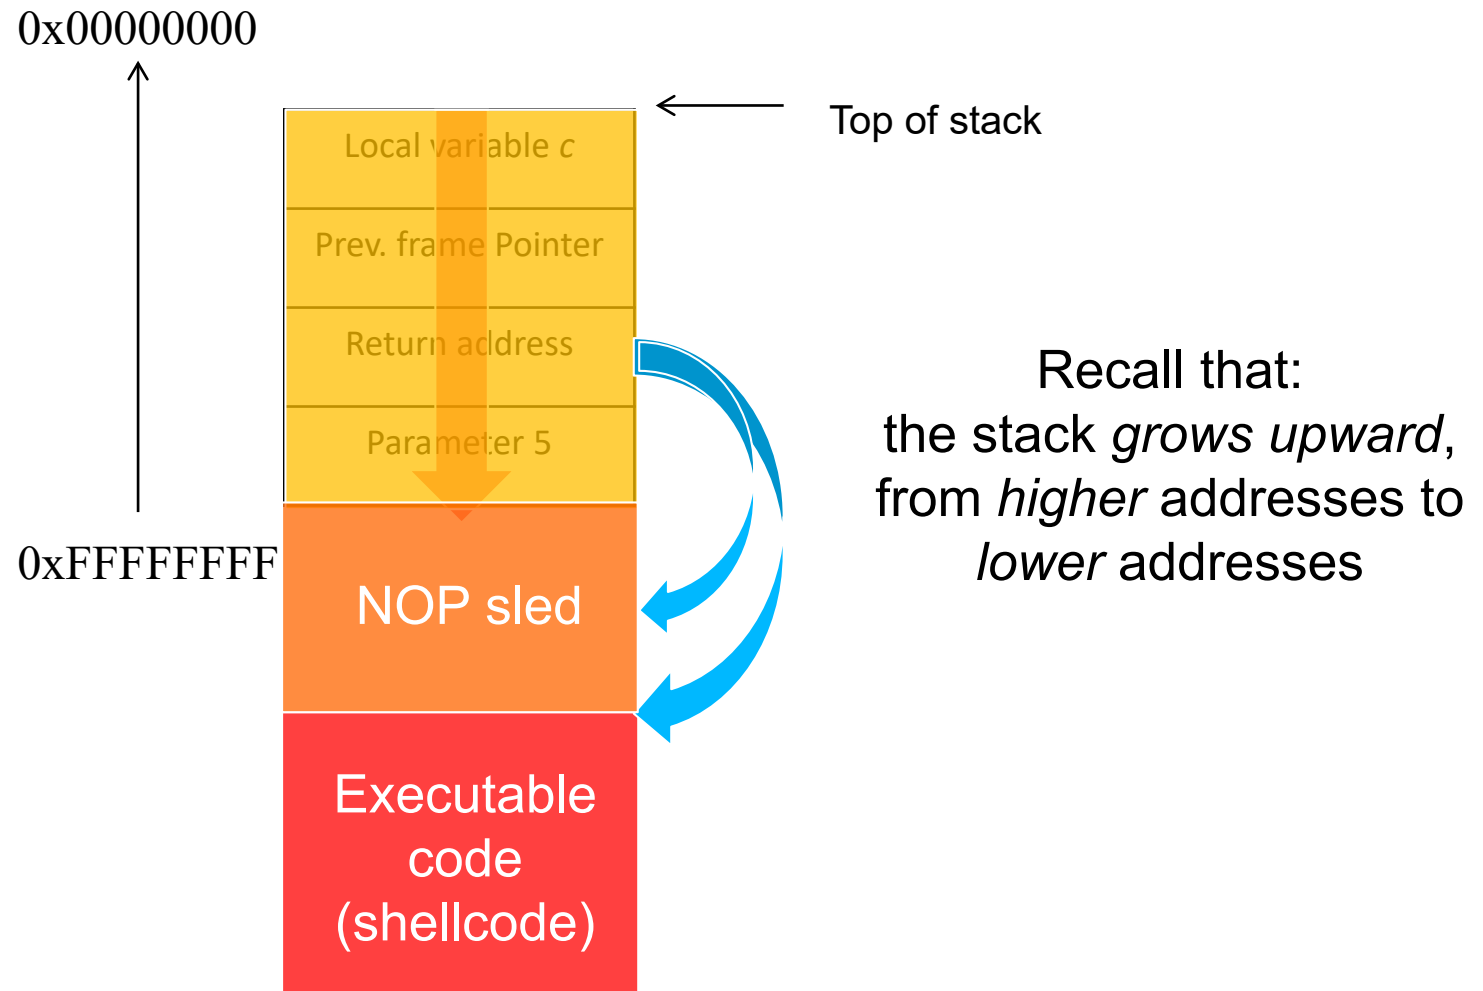 0x00000000
Top of stack
Local variable c
Prev. frame Pointer
Return address
Parameter 5
0xFFFFFFFF
NOP sled
Executable
code
(shellcode)
Recall that:
the stack grows upward,
from higher addresses to
lower addresses